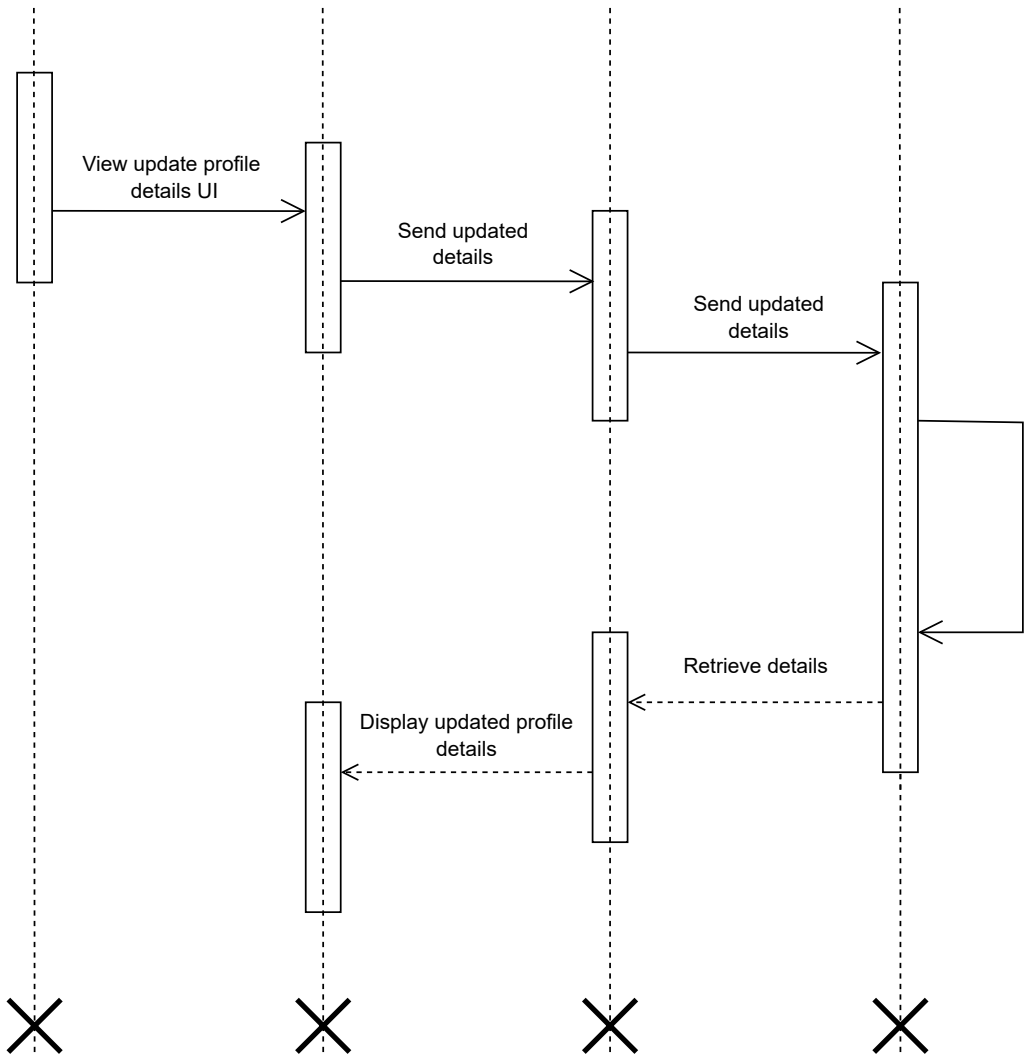 View update profile
details UI
Send updated
details
Send updated
details
Retrieve details
Display updated profile
details